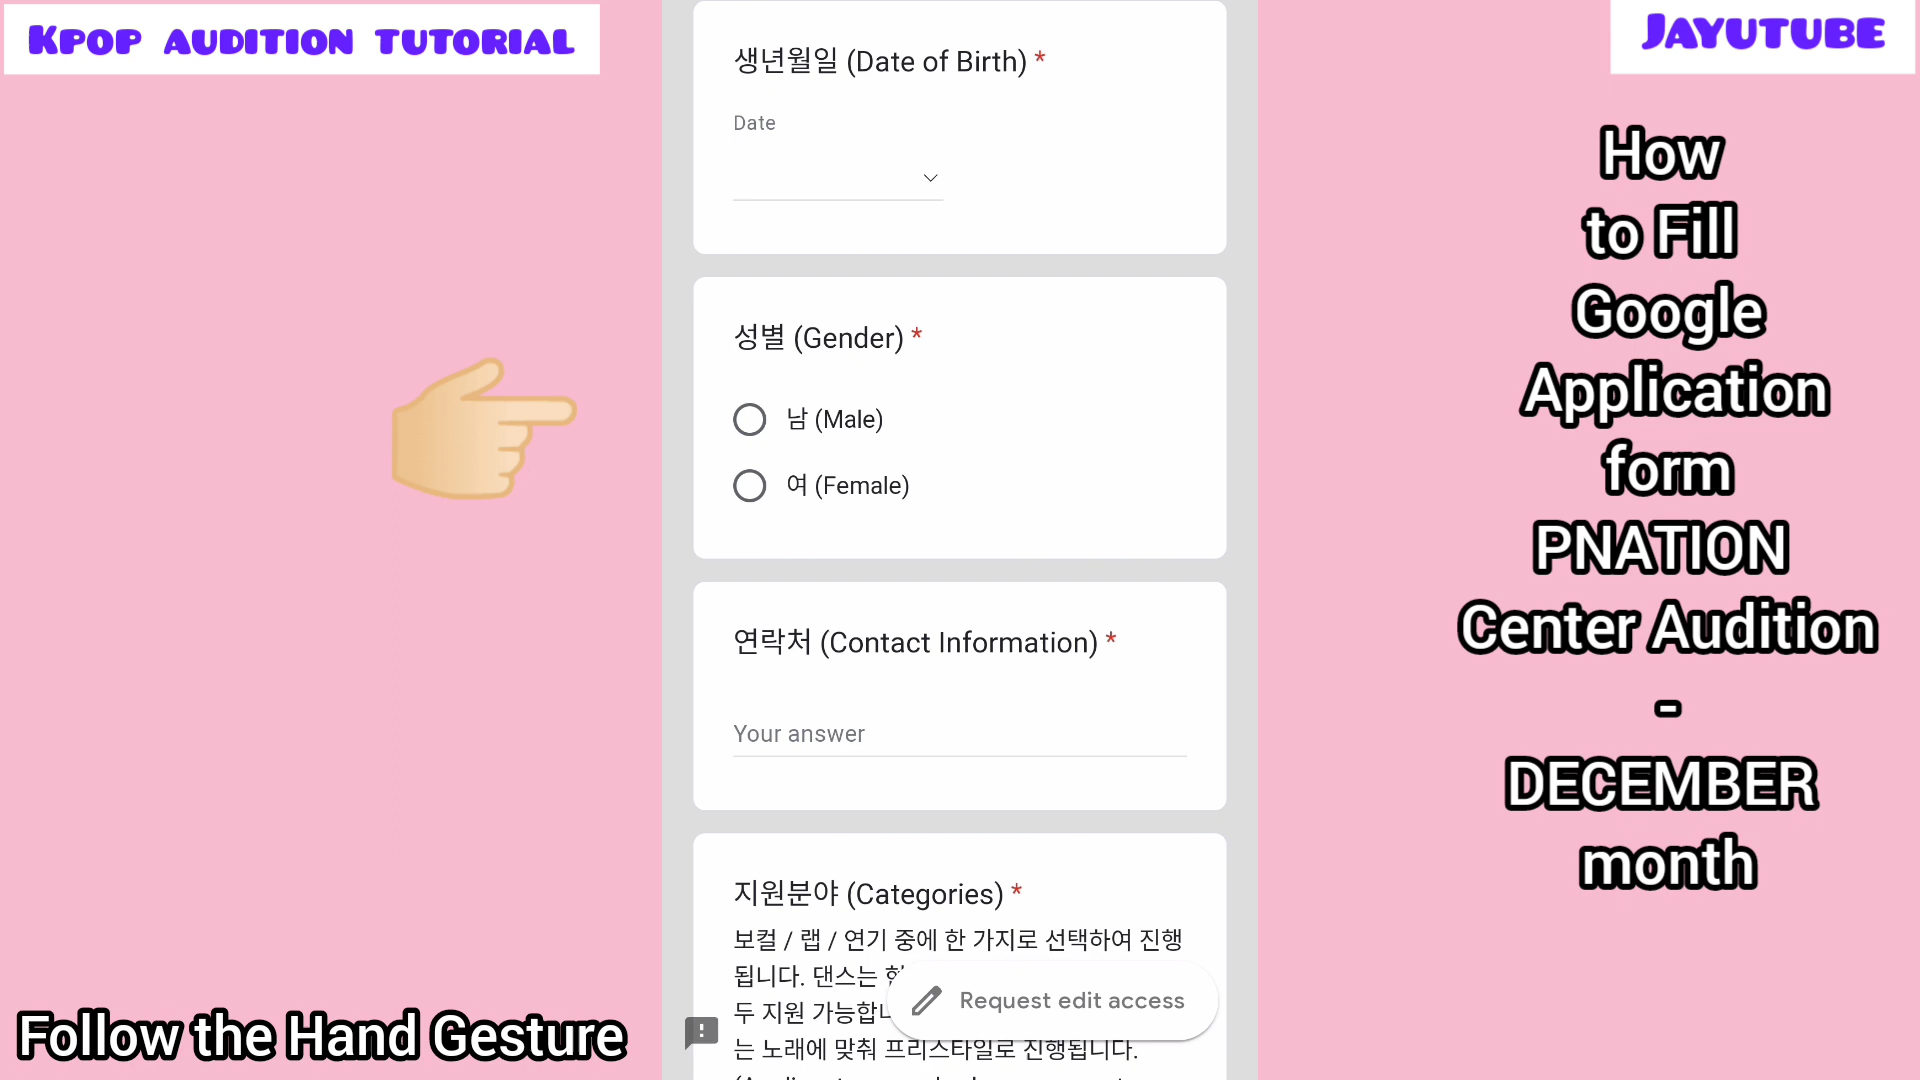 Kpop audition tutorial
Jayutube
생년월일 (Date of Birth) *
Date
성별 (Gender) *
남 (Male)
여 (Female)
연락처 (Contact Information) *
Your answer
지원분야 (Categories) *
보컬 / 랩 / 연기 중에 한 가지로 선택하여 진행
됩니다. 댄스는
두 지원
는 노래에 맞춰 프리스타일로 진행됩니다.
Request edit access
How
to Fill
Google
Application
form
PNATION
Center Audition
-
DECEMBER
month
Follow the Hand Gesture